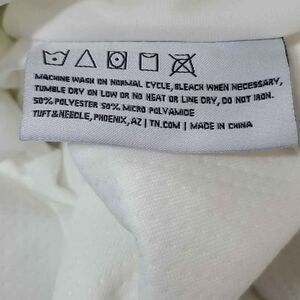 MACHINE WASH ON NORMAL CYCLE, BLEACH WHEN NECESSARY,
TUMBLE DRY ON LOW OR NO HEAT OR LINE DRY, DO NOT IRON.
50% POLYESTER 50% MICRO POLYAMIDE
TUFT&NEEDLE, PHOENIX, AZ | TN.COM | MADE IN CHINA